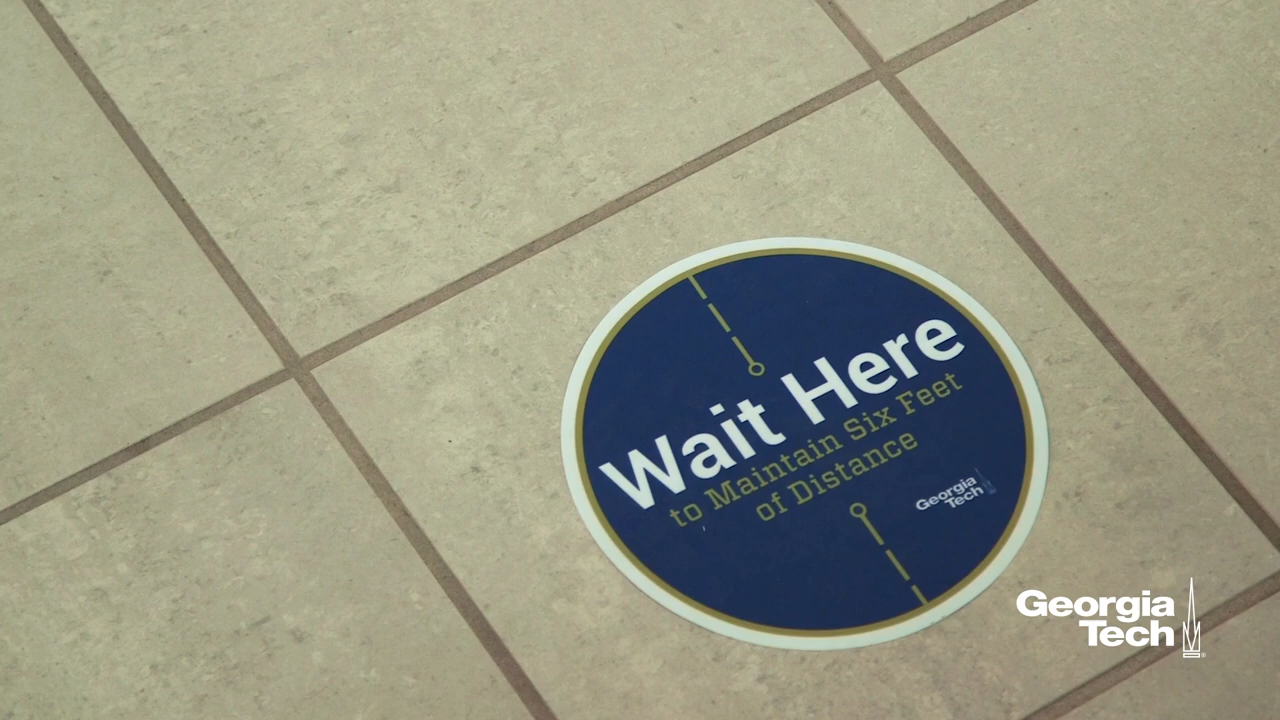 Wait Here
to Maintain Six Feet
of Distance
Georgia
Tech
Georgia
Tech